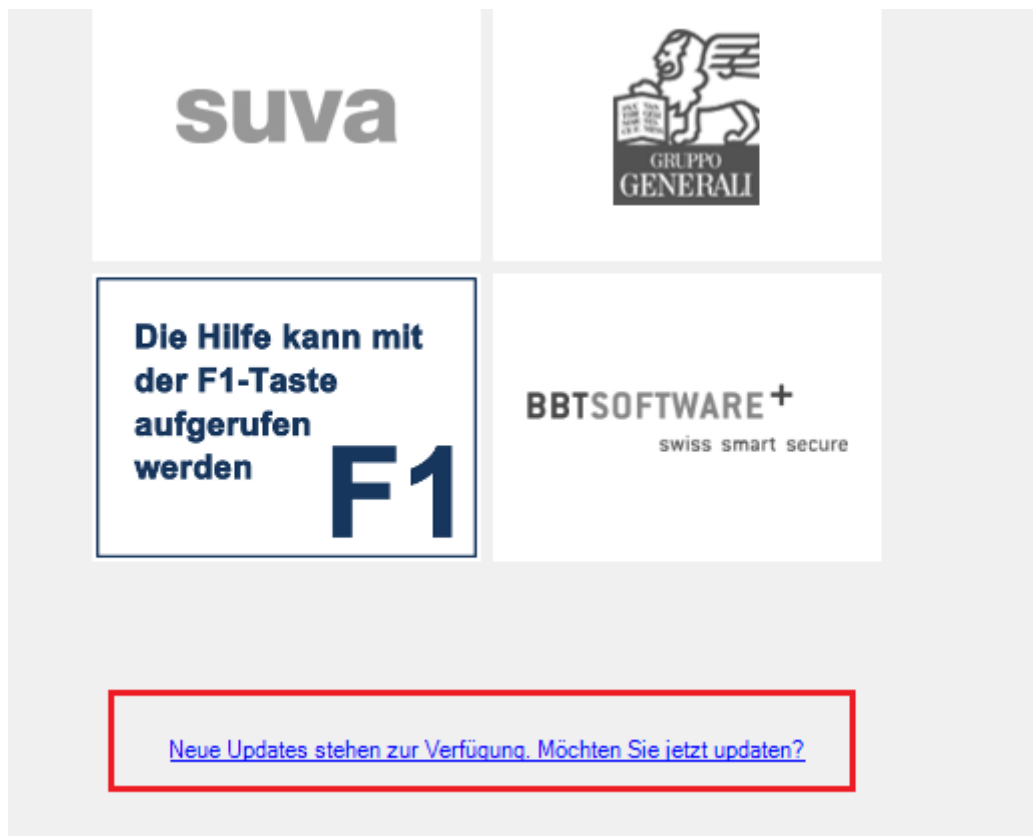 suva
GRUPPO
GENERALI
Die Hilfe kann mit
der F1-Taste
aufgerufen
werden
F1
BBTSOFTWARE+
swiss smart secure
Neue Updates stehen zur Verfügung. Möchten Sie jetzt updaten?